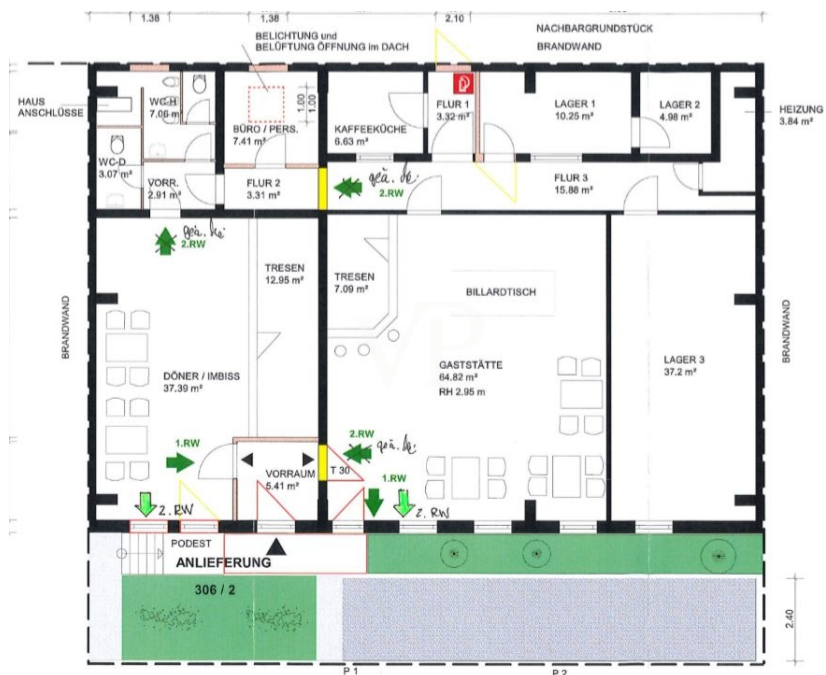 1.38
1.38
2.10
NACHBARGRUNDSTÜCK
BRANDWAND
BELICHTUNG und
BELÜFTUNG ÖFFNUNG im DACH
HAUS
ANSCHLÜSSE
WC-H
7.06 m²
1.00
1.00
BÜRO / PERS.
7.41 m²
KAFFEEKÜCHE
6.63 m²
FLUR 1
3.32 m²
LAGER 1
10.25 m²
LAGER 2
4.98 m²
HEIZUNG
3.84 m²
WC-D
3.07 m²
VORR.
2.91 m²
FLUR 2
3.31 m²
2.RW
FLUR 3
15.88 m²
2.RW
TRESEN
12.95 m²
TRESEN
7.09 m²
BILLARDTISCH
BRANDWAND
BRANDWAND
DÖNER / IMBISS
37.39 m²
GASTSTÄTTE
64.82 m²
RH 2.95 m
LAGER 3
37.2 m²
VP
1.RW
2.RW
VORRAUM
5.41 m²
T 30
1.RW
2. RW
2. RW
PODEST
ANLIEFERUNG
306 / 2
2.40
P 1
P 2